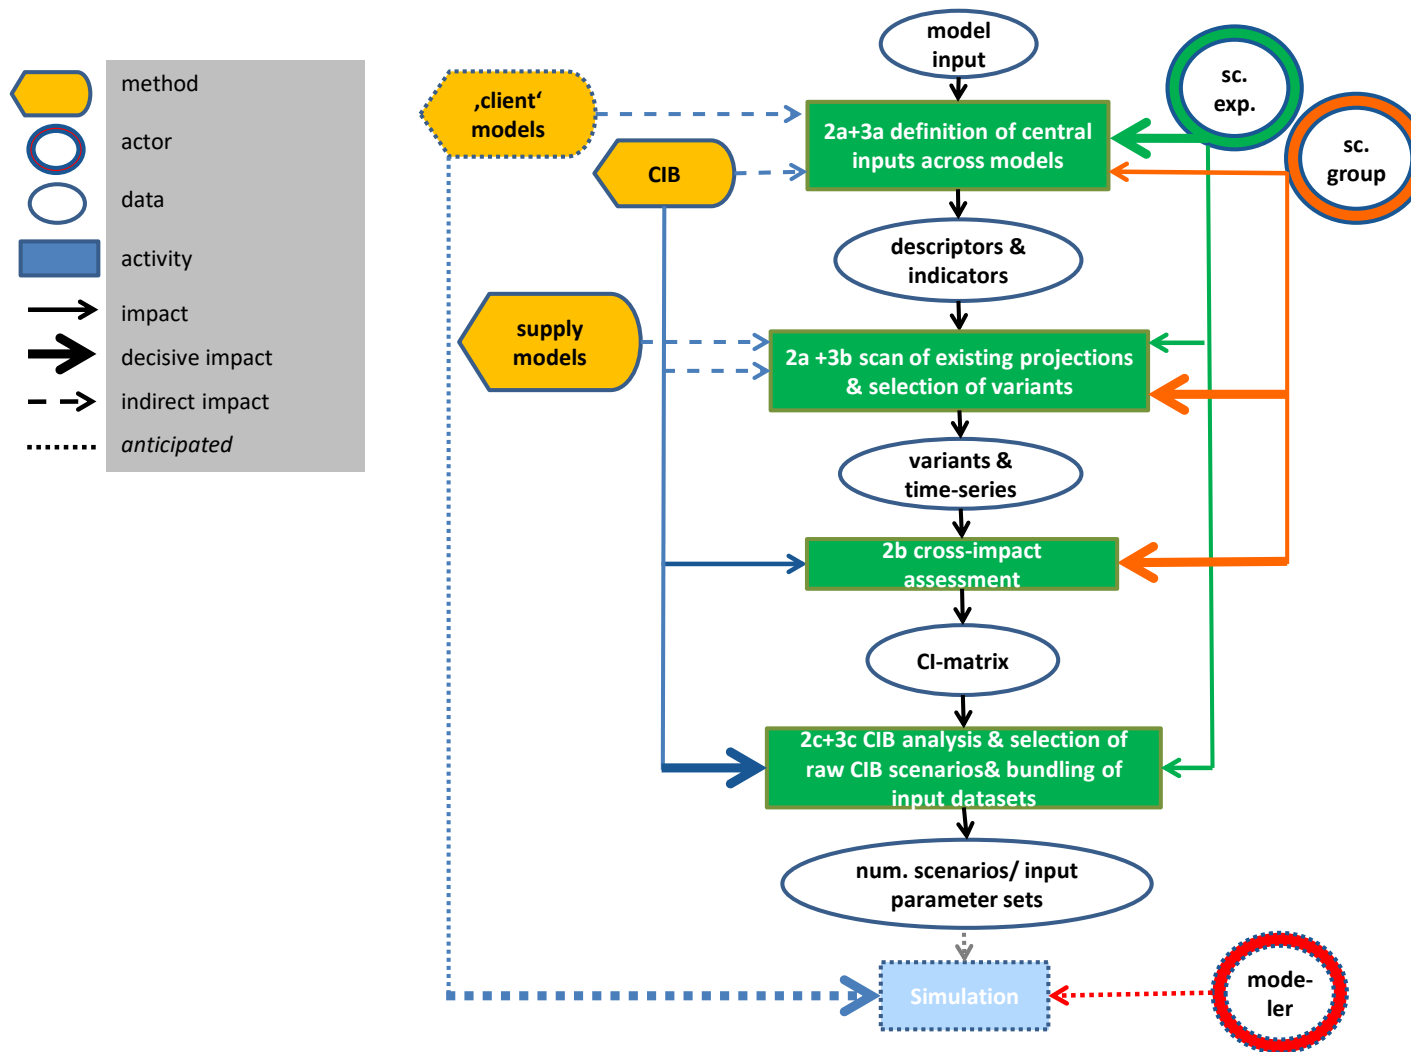 method
actor
data
activity
impact
decisive impact
indirect impact
anticipated
model
input
‚client‘
models
sc.
exp.
sc.
group
2a+3a definition of central
inputs across models
CIB
descriptors &
indicators
supply
models
2a +3b scan of existing projections
& selection of variants
variants &
time-series
2b cross-impact
assessment
CI-matrix
2c+3c CIB analysis & selection of
raw CIB scenarios& bundling of
input datasets
num. scenarios/ input
parameter sets
Simulation
mode-
ler